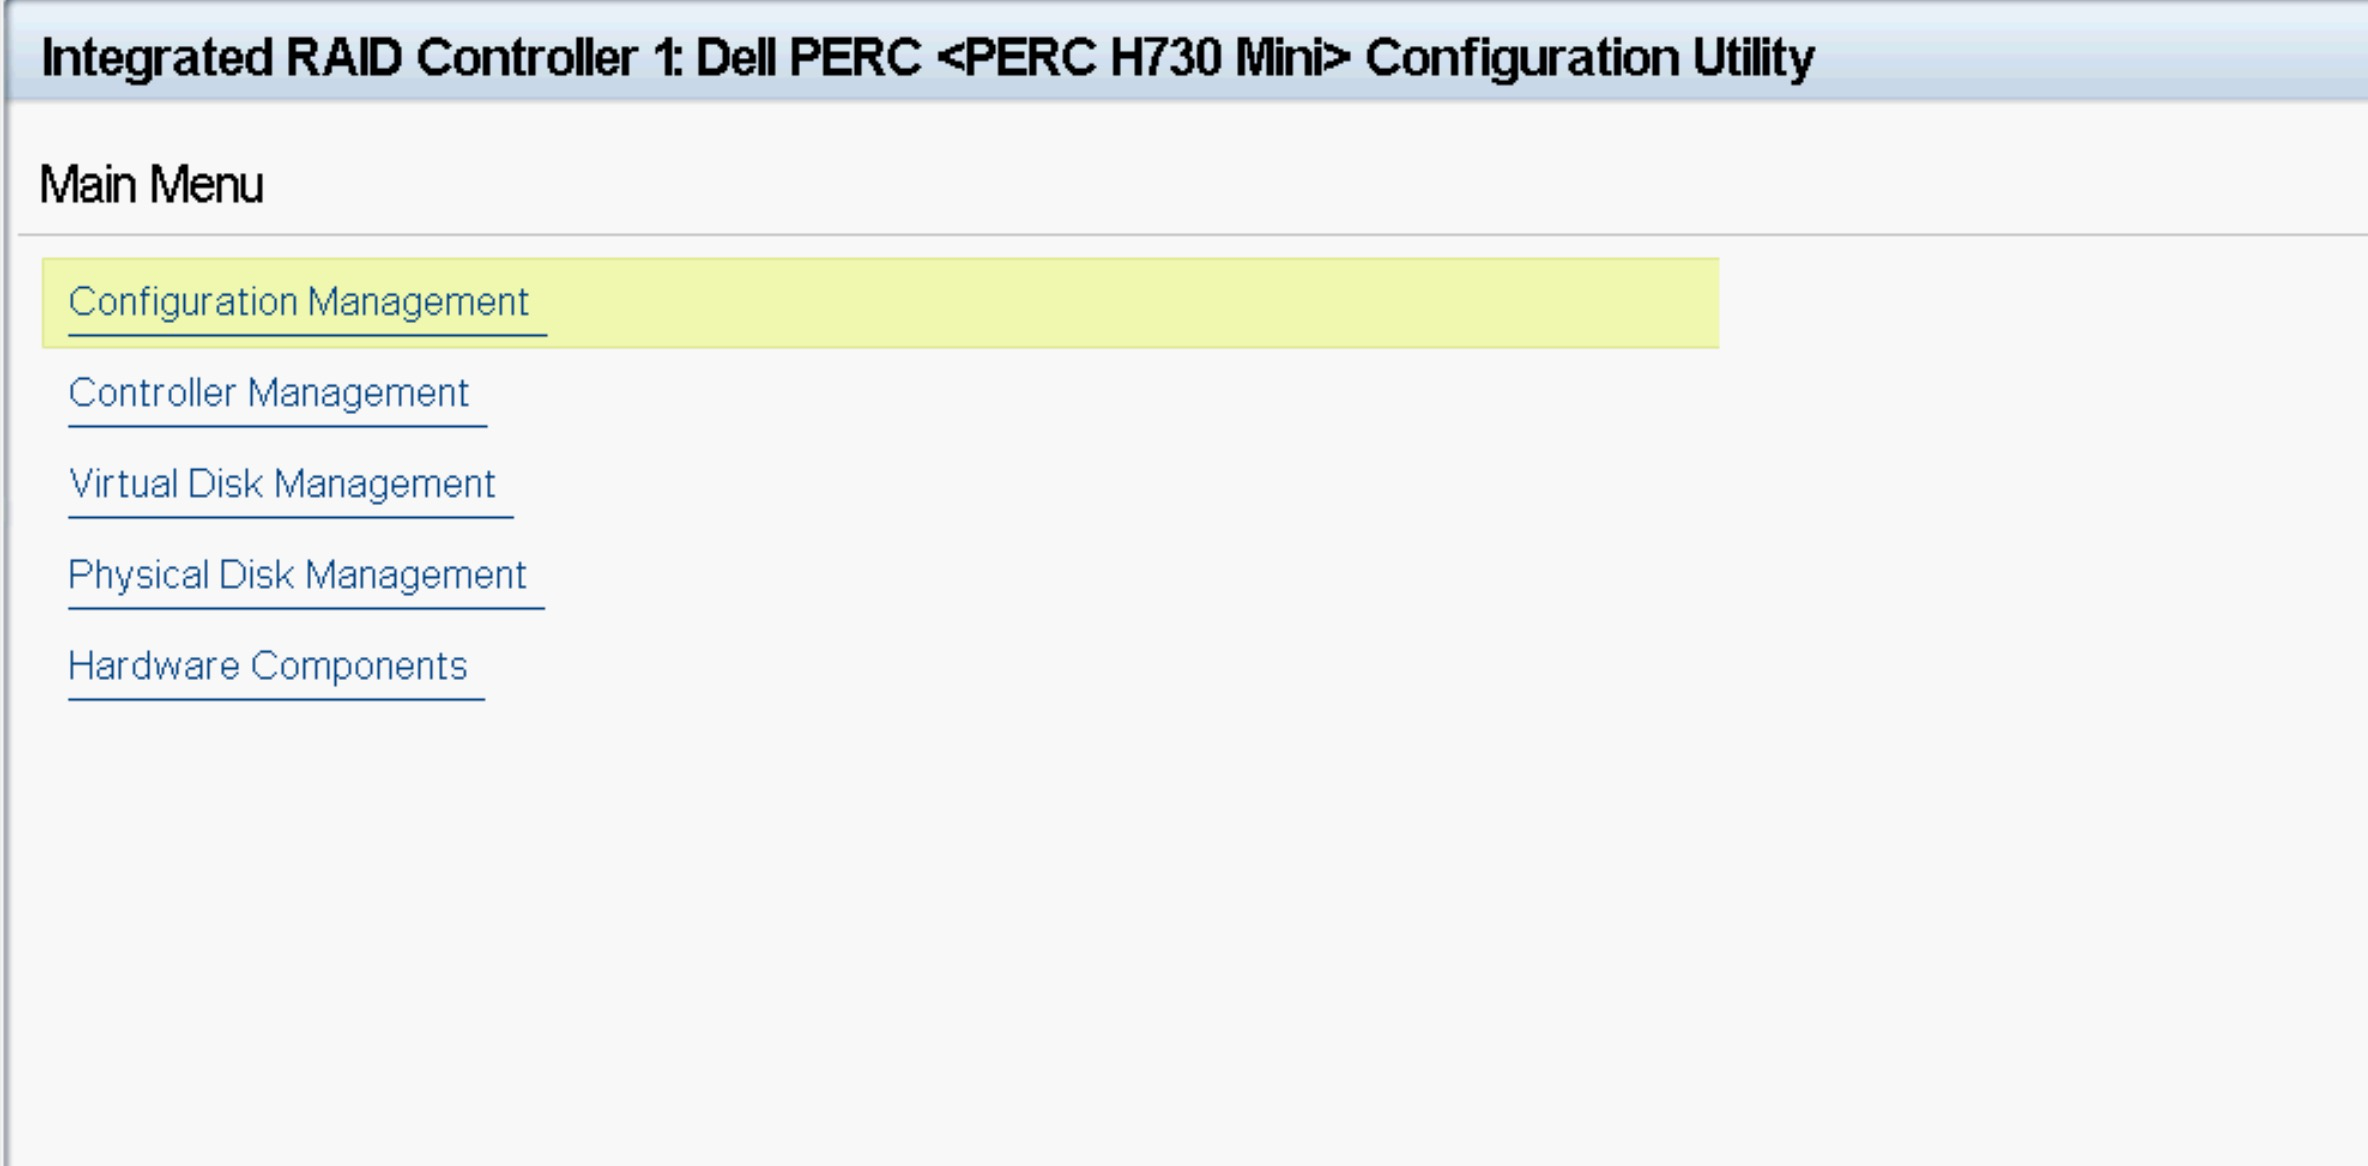 Integrated RAID Controller 1: Dell PERC <PERC H730 Mini> Configuration Utility
Main Menu
Configuration Management
Controller Management
Virtual Disk Management
Physical Disk Management
Hardware Components